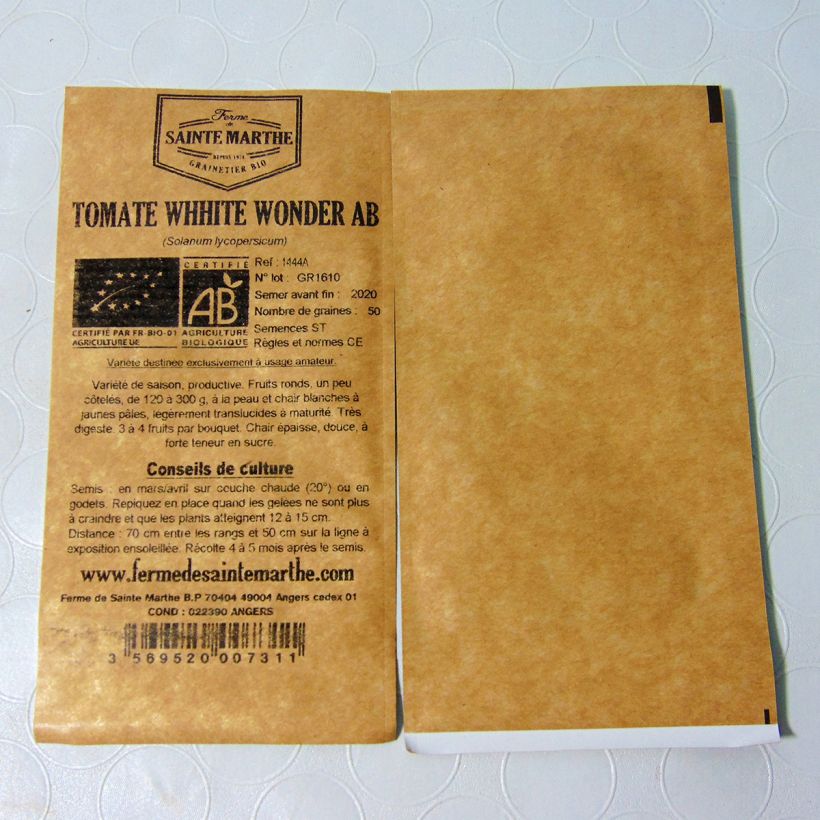 Ferme
de
SAINTE MARTHE
DEPUIS 1974
GRAINETIER BIO
TOMATE WHHITE WONDER AB
(Solanum lycopersicum)
CERTIFIÉ
AB
CERTIFIÉ PAR FR-BIO-01
AGRICULTURE UE
AGRICULTURE
BIOLOGIQUE
Ref : 1444A
N° lot : GR1610
Semer avant fin : 2020
Nombre de graines : 50
Semences ST
Règles et normes CE
Variété destinée exclusivement à usage amateur.
Variété de saison, productive. Fruits ronds, un peu
côtelés, de 120 à 300 g, à la peau et chair blanches à
jaunes pâles, légèrement translucides à maturité. Très
digeste. 3 à 4 fruits par bouquet. Chair épaisse, douce, à
forte teneur en sucre.
Conseils de culture
Semis : en mars/avril sur couche chaude (20°) ou en
godets. Repiquez en place quand les gelées ne sont plus
à craindre et que les plants atteignent 12 à 15 cm.
Distance : 70 cm entre les rangs et 50 cm sur la ligne à
exposition ensoleillée. Récolte 4 à 5 mois après le semis.
www.fermedesaintemarthe.com
Ferme de Sainte Marthe B.P 70404 49004 Angers cedex 01
COND : 022390 ANGERS
3 569520 007311